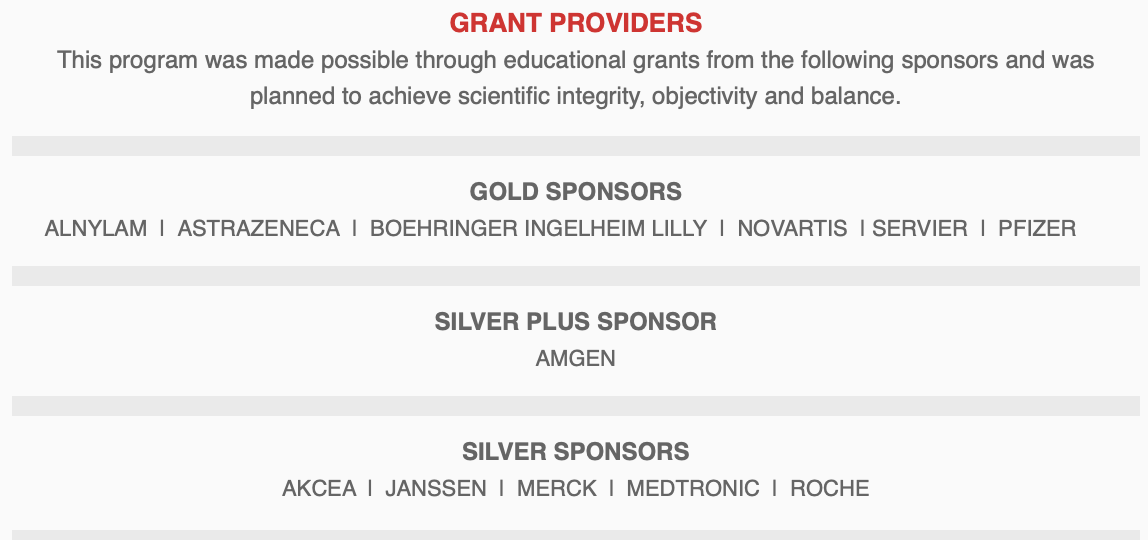 GRANT PROVIDERS
This program was made possible through educational grants from the following sponsors and was
planned to achieve scientific integrity, objectivity and balance.
GOLD SPONSORS
ALNYLAM | ASTRAZENECA | BOEHRINGER INGELHEIM LILLY | NOVARTIS | SERVIER | PFIZER
SILVER PLUS SPONSOR
AMGEN
SILVER SPONSORS
AKCEA | JANSSEN | MERCK | MEDTRONIC | ROCHE